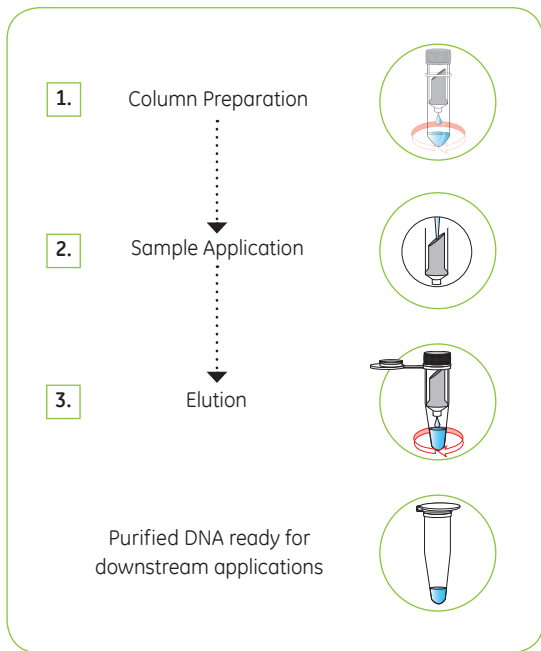 1.
Column Preparation
2.
Sample Application
3.
Elution
Purified DNA ready for
downstream applications